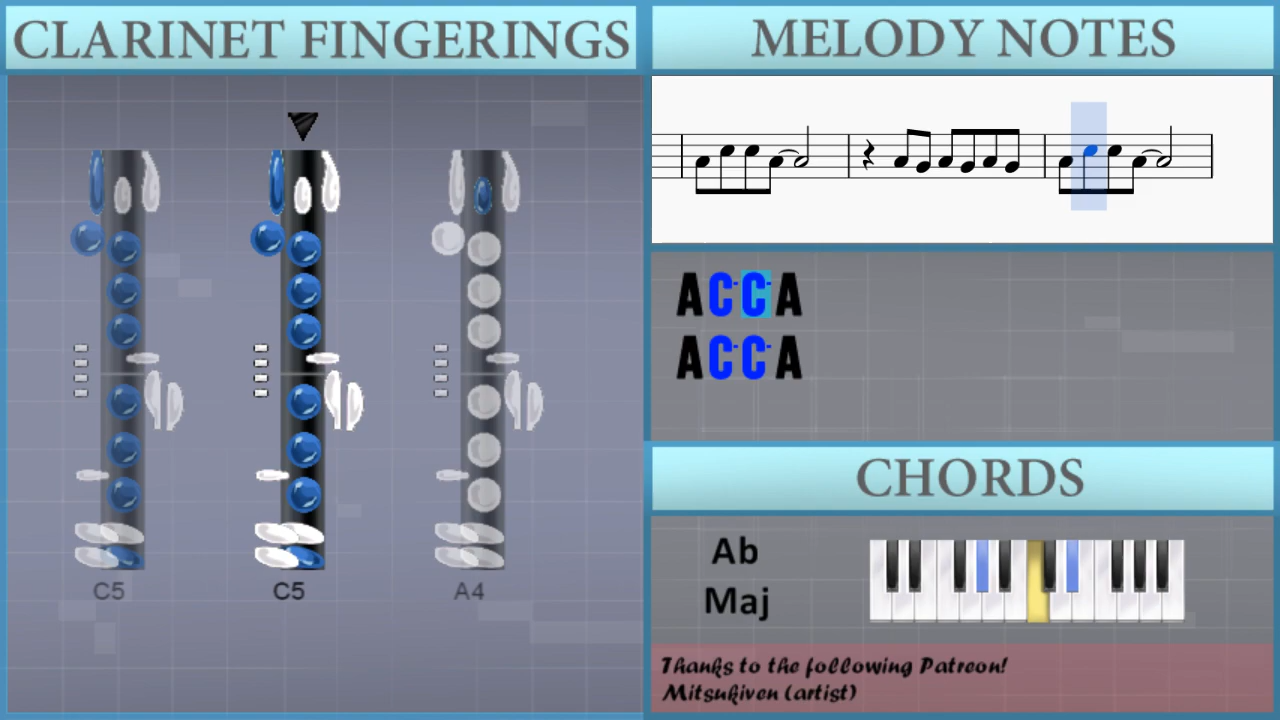 CLARINET FINGERINGS
MELODY NOTES
C5 C5 A4
ACCA
ACCA
CHORDS
Ab
Maj
Thanks to the following Patreon!
Mitsukiven (artist)